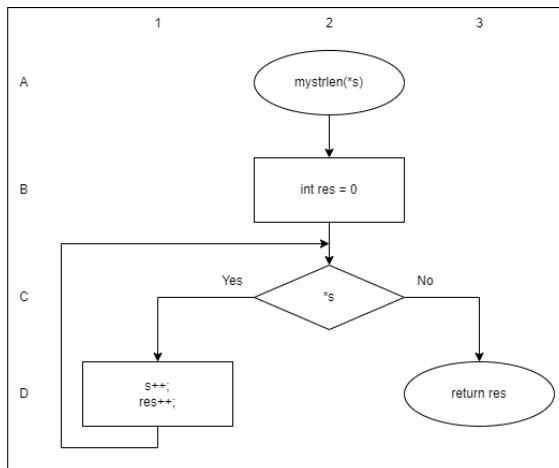 1 2 3
A
mystrlen(*s)
B
int res = 0
C
Yes
*s
No
D
s++;
res++;
return res